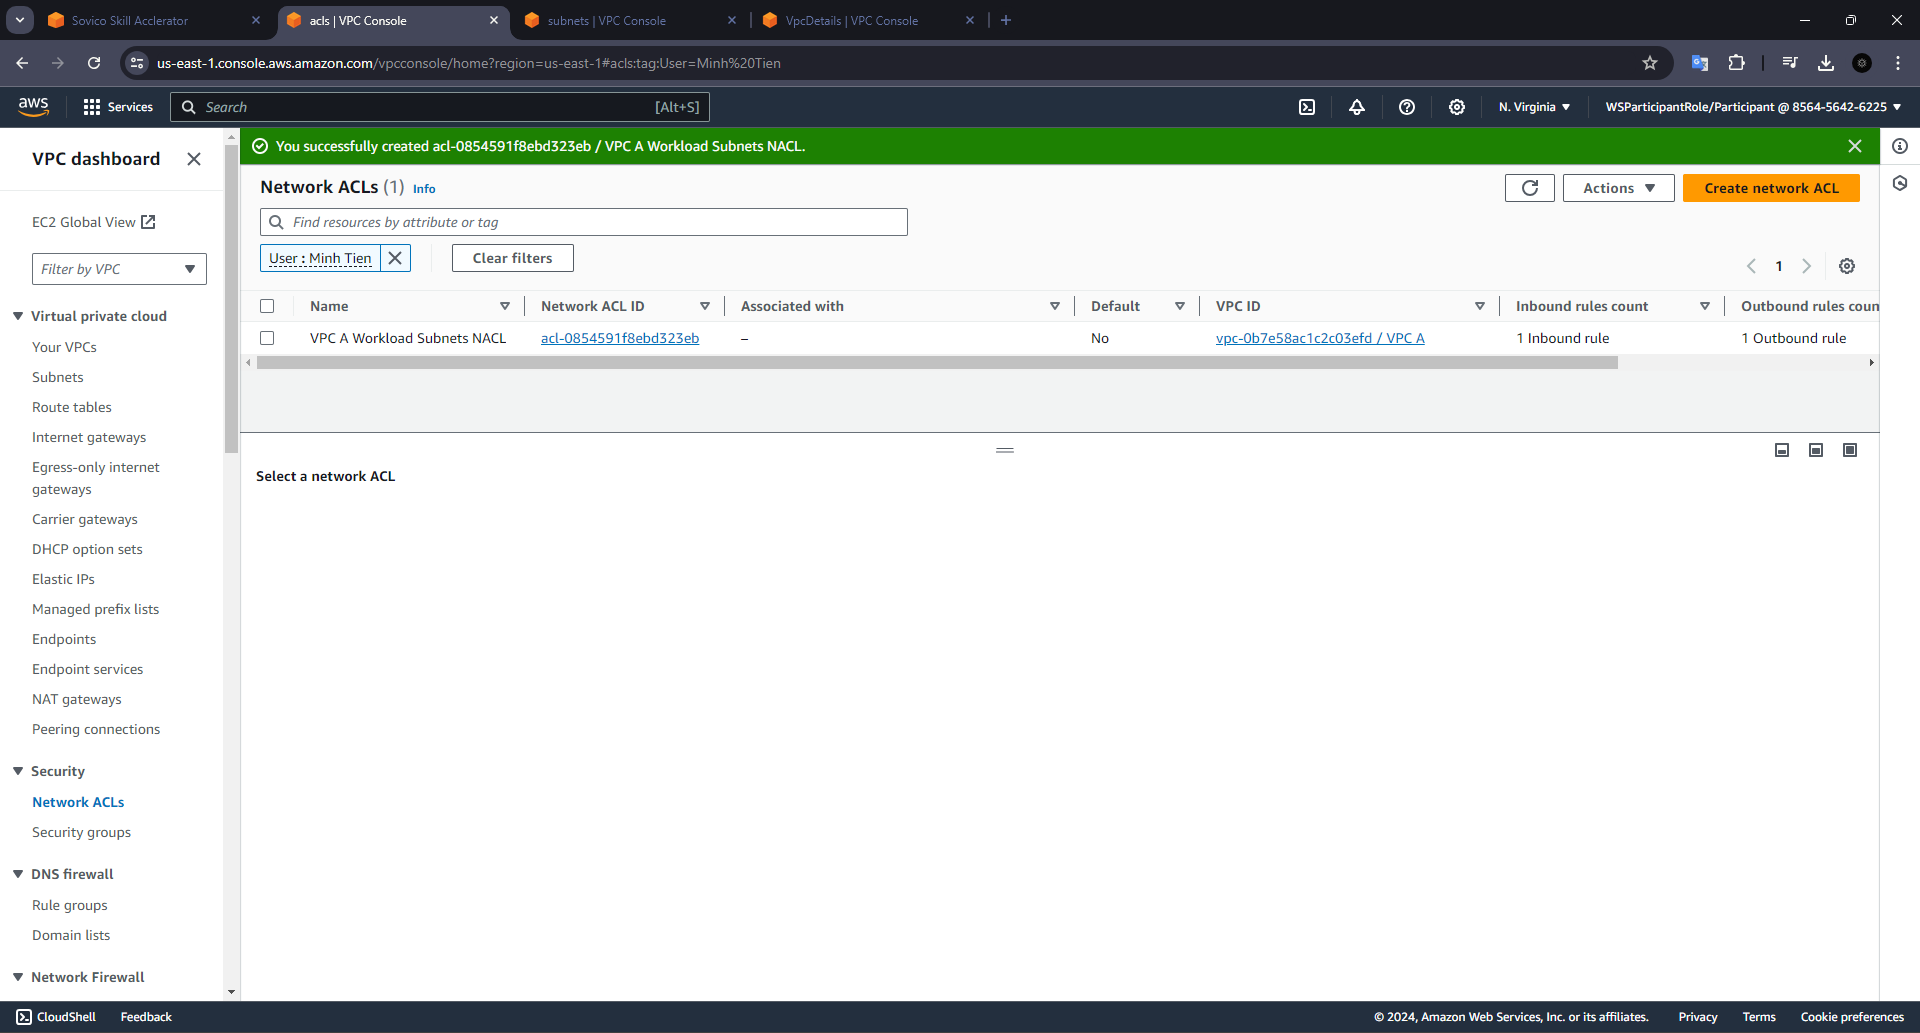 Sovico Skill Acclerator
acls | VPC Console
subnets | VPC Console
VpcDetails | VPC Console
us-east-1.console.aws.amazon.com/vpcconsole/home?region=us-east-1#acls:tag:User=Minh%20Tien
aws
Services
Search
[Alt+S]
N. Virginia
WSParticipantRole/Participant @ 8564-5642-6225
VPC dashboard
EC2 Global View
Filter by VPC
Virtual private cloud
Your VPCs
Subnets
Route tables
Internet gateways
Egress-only internet
gateways
Carrier gateways
DHCP option sets
Elastic IPs
Managed prefix lists
Endpoints
Endpoint services
NAT gateways
Peering connections
Security
Network ACLs
Security groups
DNS firewall
Rule groups
Domain lists
Network Firewall
You successfully created acl-0854591f8ebd323eb / VPC A Workload Subnets NACL.
Network ACLs (1) Info
Actions
Create network ACL
Find resources by attribute or tag
User : Minh Tien
Clear filters
1
Name Network ACL ID Associated with Default VPC ID Inbound rules count Outbound rules coun
VPC A Workload Subnets NACL acl-0854591f8ebd323eb – No vpc-0b7e58ac1c2c03efd / VPC A 1 Inbound rule 1 Outbound rule
Select a network ACL
CloudShell
Feedback
© 2024, Amazon Web Services, Inc. or its affiliates.
Privacy
Terms
Cookie preferences